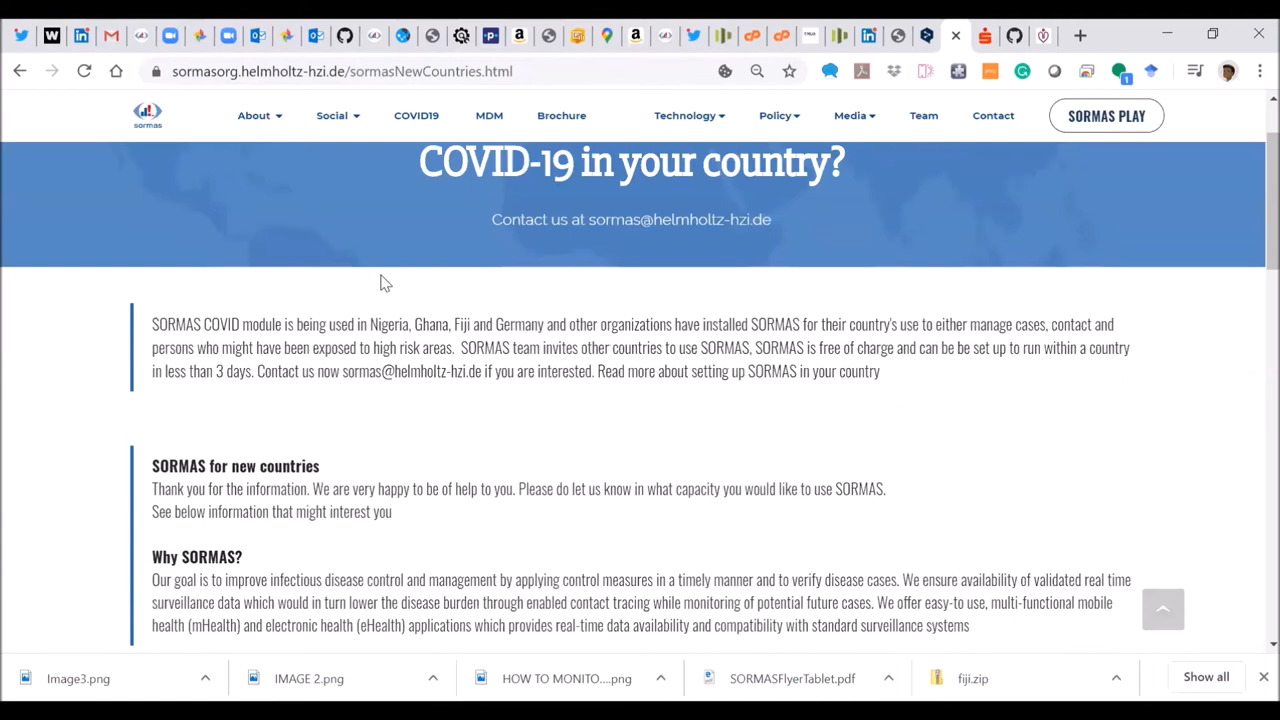 sormasorg.helmholtz-hzi.de/sormasNewCountries.html
1
sormas
About
Social
COVID19
MDM
Brochure
Technology
Policy
Media
Team
Contact
SORMAS PLAY
COVID-19 in your country?
Contact us at sormas@helmholtz-hzi.de
SORMAS COVID module is being used in Nigeria, Ghana, Fiji and Germany and other organizations have installed SORMAS for their country's use to either manage cases, contact and
persons who might have been exposed to high risk areas. SORMAS team invites other countries to use SORMAS, SORMAS is free of charge and can be be set up to run within a country
in less than 3 days. Contact us now sormas@helmholtz-hzi.de if you are interested. Read more about setting up SORMAS in your country
SORMAS for new countries
Thank you for the information. We are very happy to be of help to you. Please do let us know in what capacity you would like to use SORMAS.
See below information that might interest you
Why SORMAS?
Our goal is to improve infectious disease control and management by applying control measures in a timely manner and to verify disease cases. We ensure availability of validated real time
surveillance data which would in turn lower the disease burden through enabled contact tracing while monitoring of potential future cases. We offer easy-to use, multi-functional mobile
health (mHealth) and electronic health (eHealth) applications which provides real-time data availability and compatibility with standard surveillance systems
Image3.png
IMAGE 2.png
HOW TO MONITO....png
SORMASFlyerTablet.pdf
fiji.zip
Show all